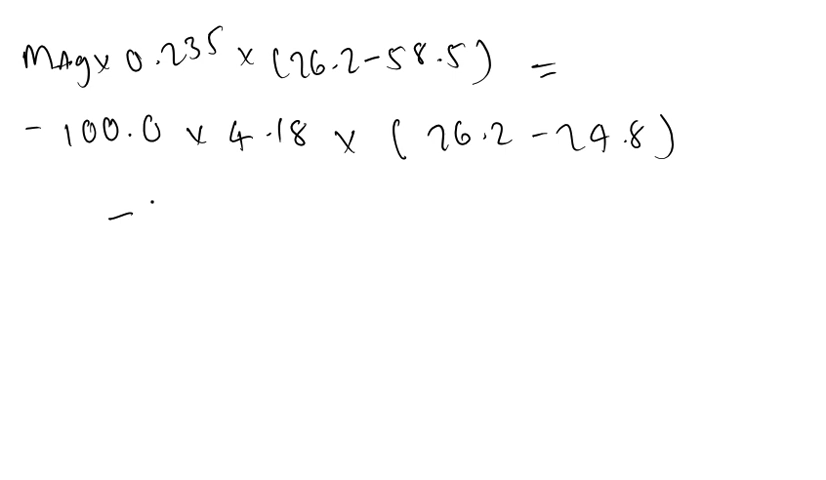 MAg x 0.235 x (26.2-58.5) =
- 100.0 x 4.18 x (26.2 - 24.8)
- .